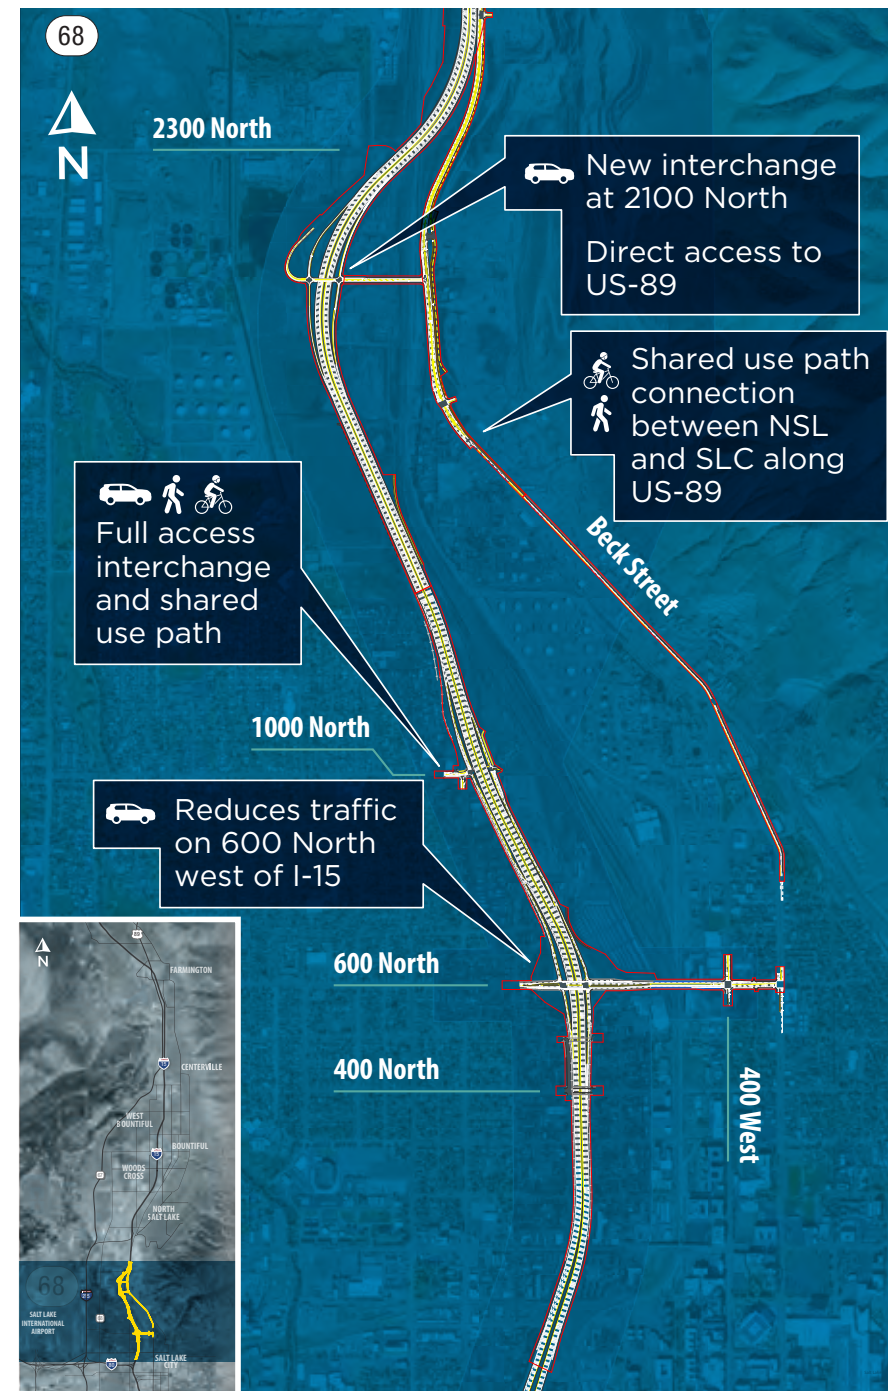 68
N
2300 North
New interchange
at 2100 North
Direct access to
US-89
Shared use path
connection
between NSL
and SLC along
US-89
Beck Street
Full access
interchange
and shared
use path
1000 North
Reduces traffic
on 600 North
west of I-15
600 North
400 North
400 West
N
89
FARMINGTON
15
CENTERVILLE
WEST
BOUNTIFUL
15
BOUNTIFUL
WOODS
CROSS
NORTH
SALT LAKE
68
SALT LAKE
INTERNATIONAL
AIRPORT
SALT LAKE
CITY